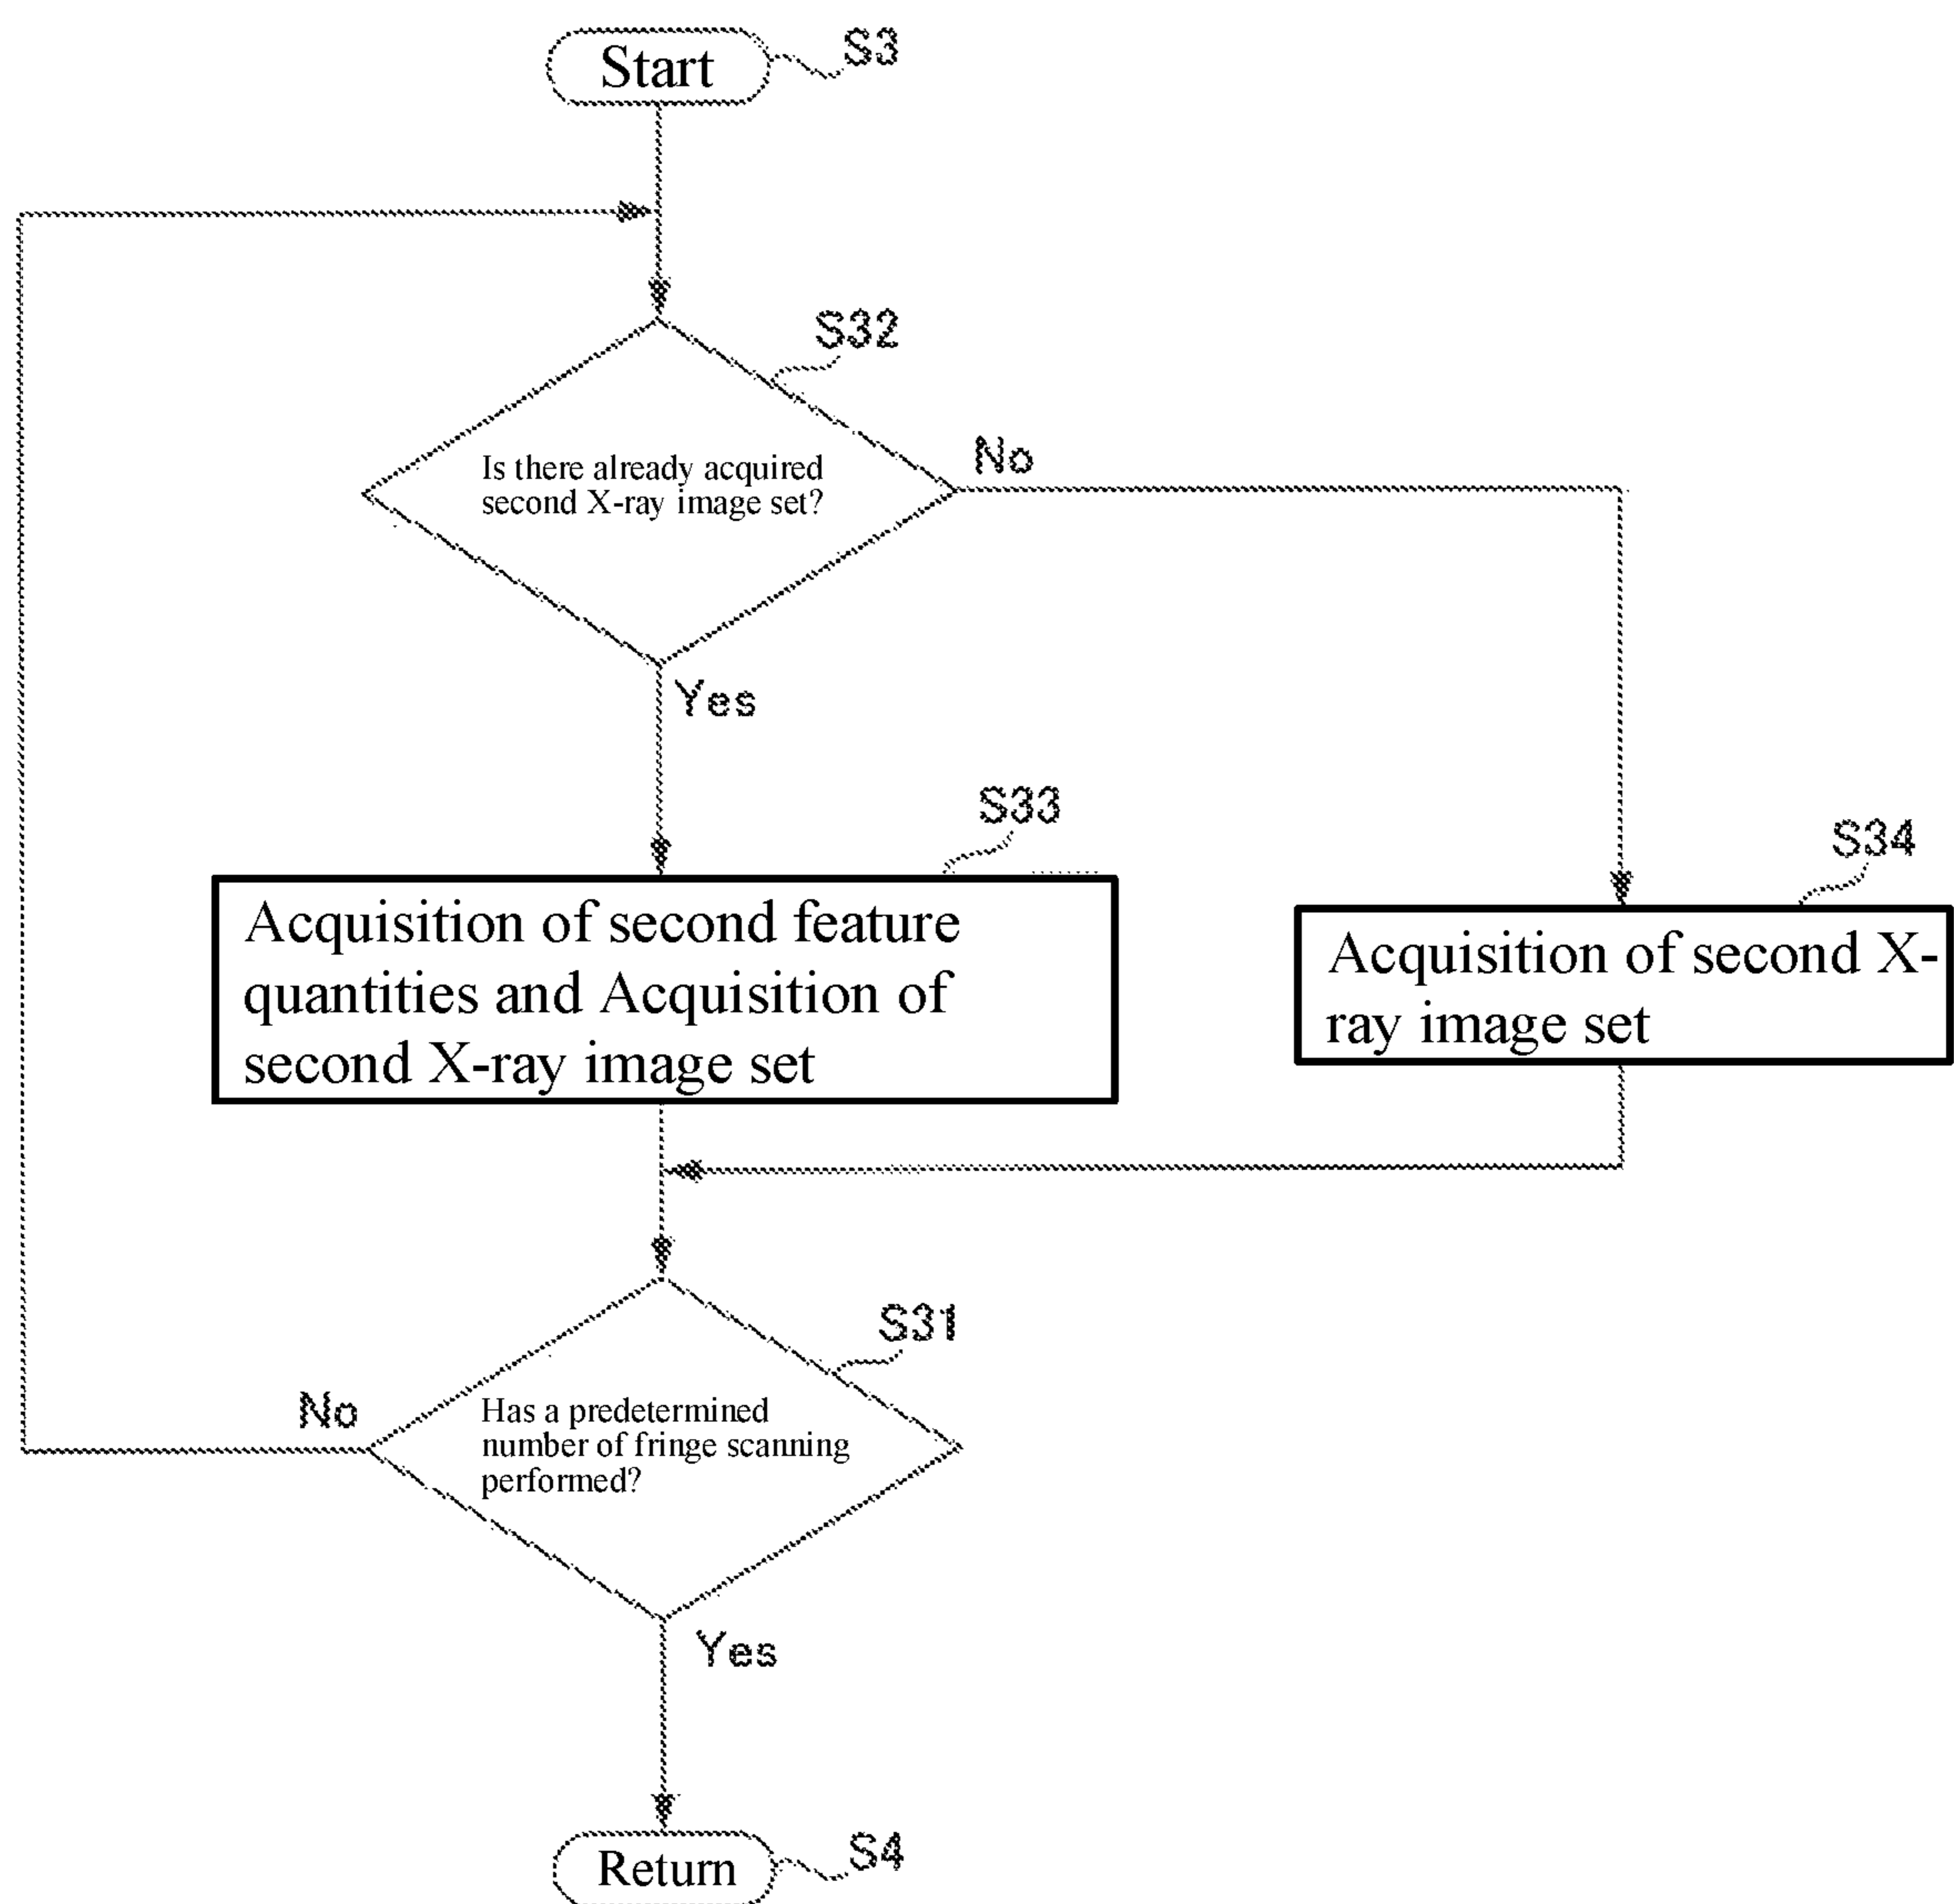 Start
S3
S32
Is there already acquired
second X-ray image set?
No
Yes
S33
S34
Acquisition of second feature
quantities and Acquisition of
second X-ray image set
Acquisition of second X-
ray image set
S31
No
Has a predetermined
number of fringe scanning
performed?
Yes
Return
S4